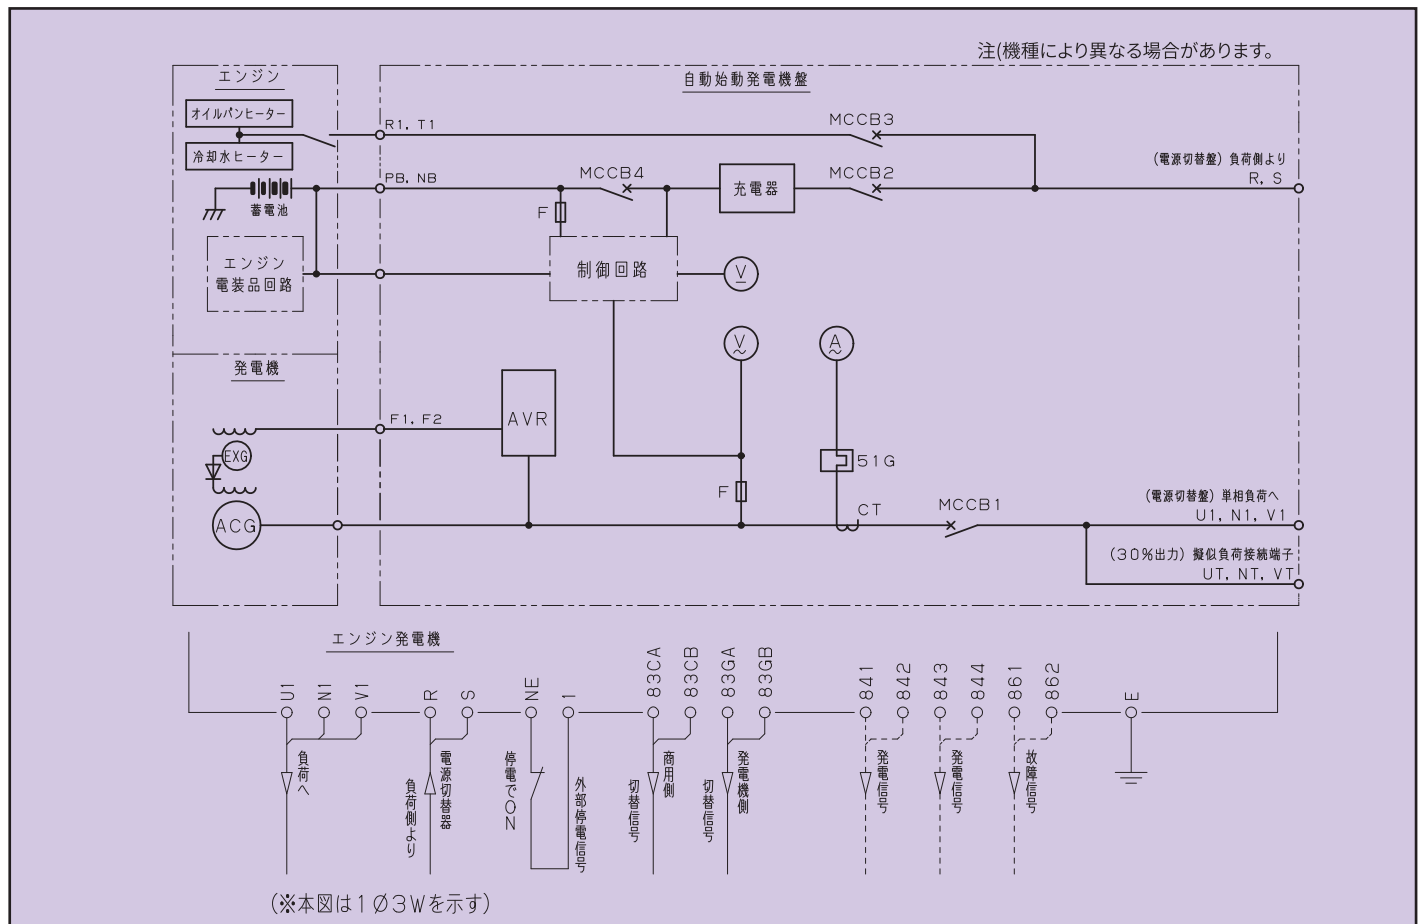 注(機種により異なる場合があります。
エンジン
自動始動発電機盤
オイルパンヒーター
R1, T1
MCCB3
冷却水ヒーター
(電源切替盤) 負荷側より
R, S
PB, NB
MCCB4
充電器
MCCB2
蓄電池
F
エンジン
電装品回路
制御回路
V
V
A
発電機
F1, F2
AVR
EXG
51G
F
ACG
CT
MCCB1
(電源切替盤) 単相負荷へ
U1, N1, V1
(30%出力) 擬似負荷接続端子
UT, NT, VT
エンジン発電機
U1
N1
V1
R
S
NE
1
83CA
83CB
83GA
83GB
841
842
843
844
861
862
E
負荷へ
電源切替器
負荷側より
停電でON
外部停電信号
商用側
切替信号
発電機側
切替信号
発電信号
発電信号
故障信号
(※本図は1Ø3Wを示す)